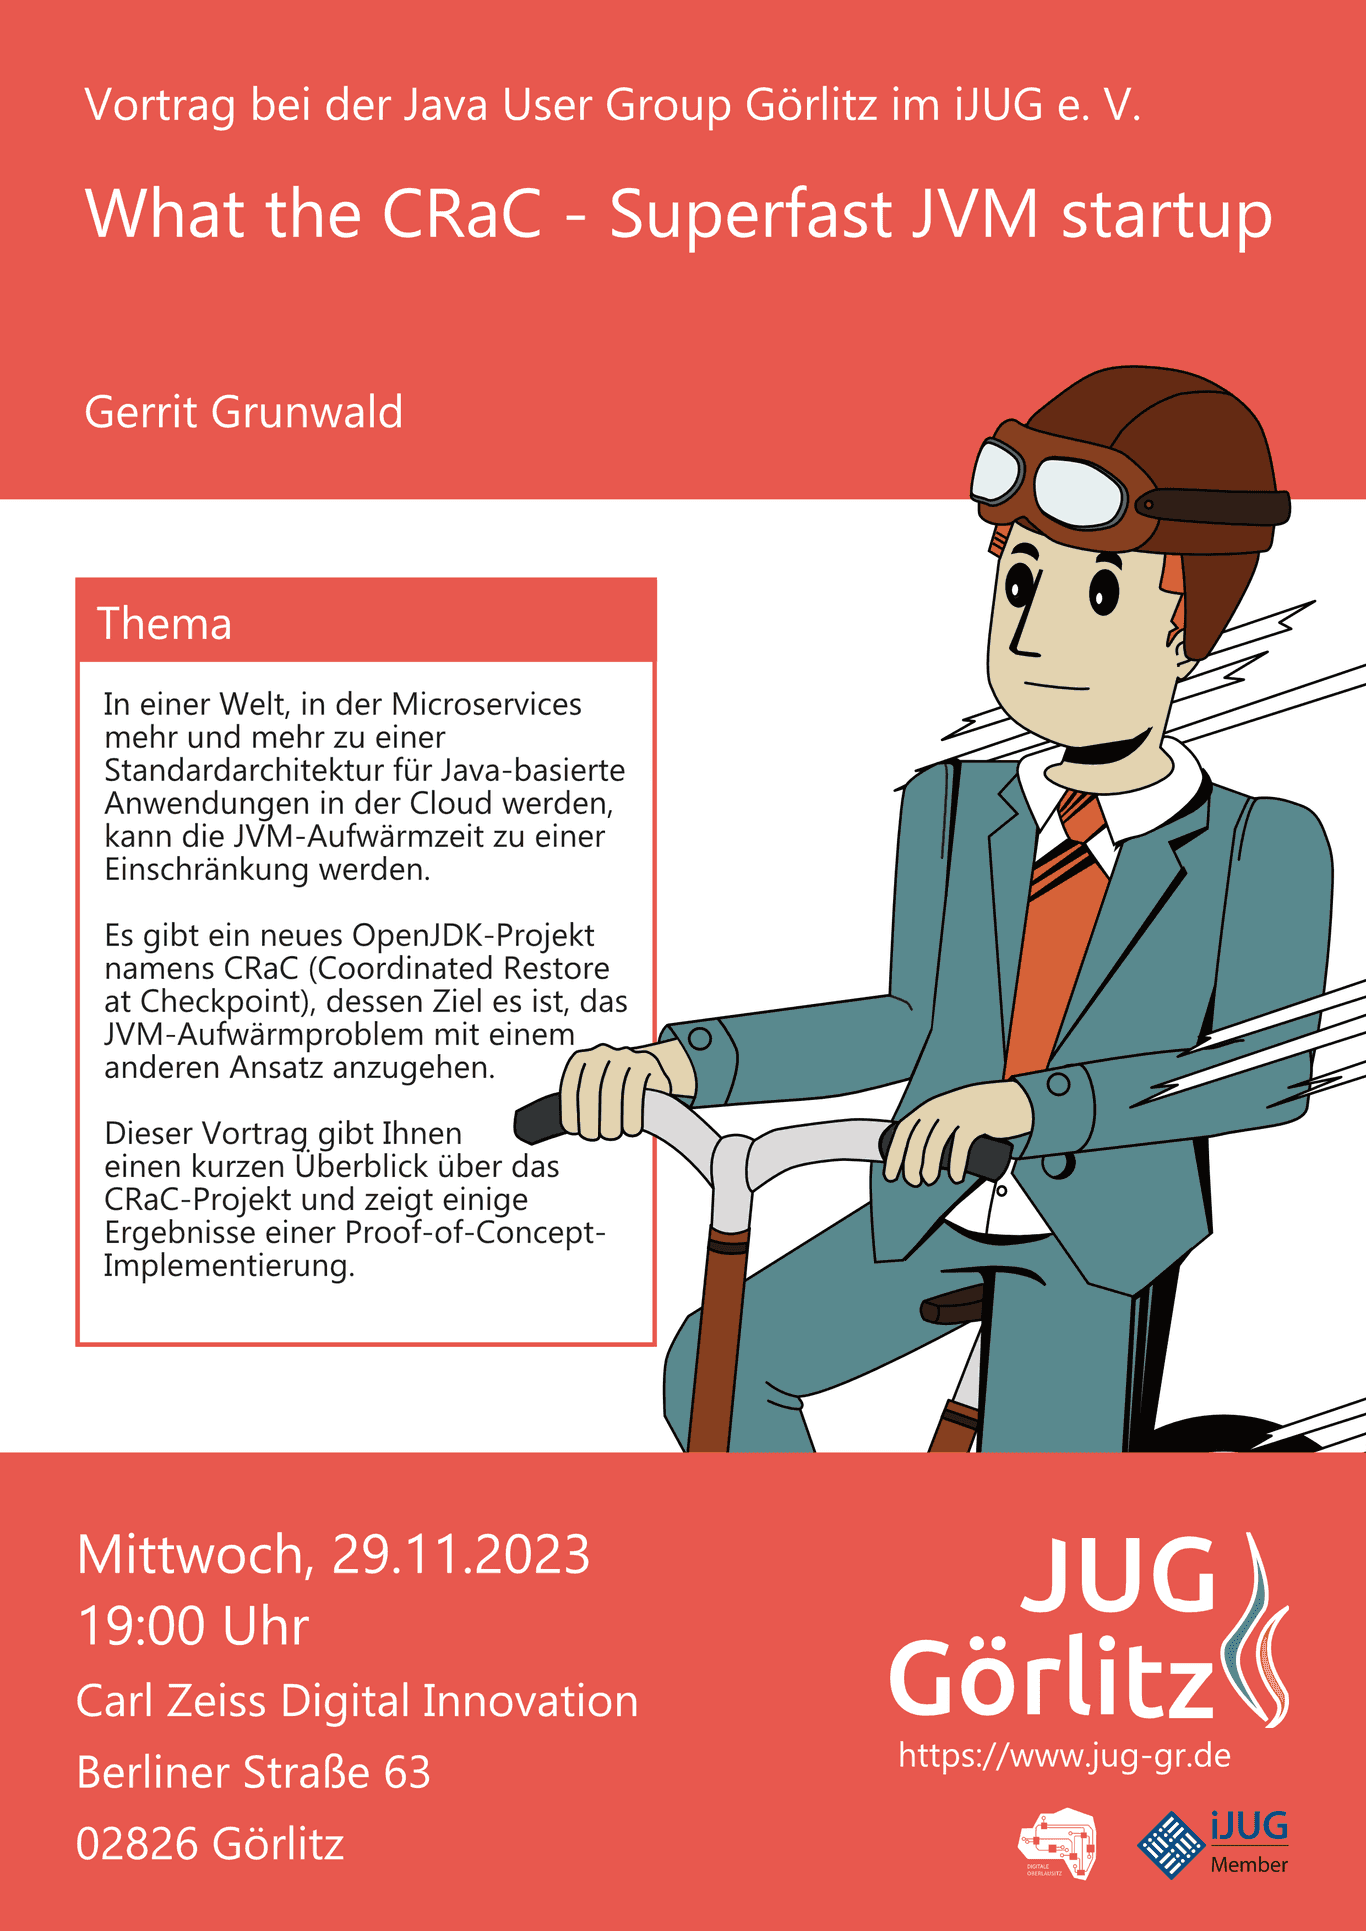 Vortrag bei der Java User Group Görlitz im iJUG e. V.
What the CRaC - Superfast JVM startup
Gerrit Grunwald
Thema
In einer Welt, in der Microservices
mehr und mehr zu einer
Standardarchitektur für Java-basierte
Anwendungen in der Cloud werden,
kann die JVM-Aufwärmzeit zu einer
Einschränkung werden.
Es gibt ein neues OpenJDK-Projekt
namens CRaC (Coordinated Restore
at Checkpoint), dessen Ziel es ist, das
JVM-Aufwärmproblem mit einem
anderen Ansatz anzugehen.
Dieser Vortrag gibt Ihnen
einen kurzen Überblick über das
CRaC-Projekt und zeigt einige
Ergebnisse einer Proof-of-Concept-
Implementierung.
Mittwoch, 29.11.2023
19:00 Uhr
Carl Zeiss Digital Innovation
Berliner Straße 63
02826 Görlitz
JUG
Görlitz
https://www.jug-gr.de
DIGITALE
OBERLAUSITZ
iJUG
Member